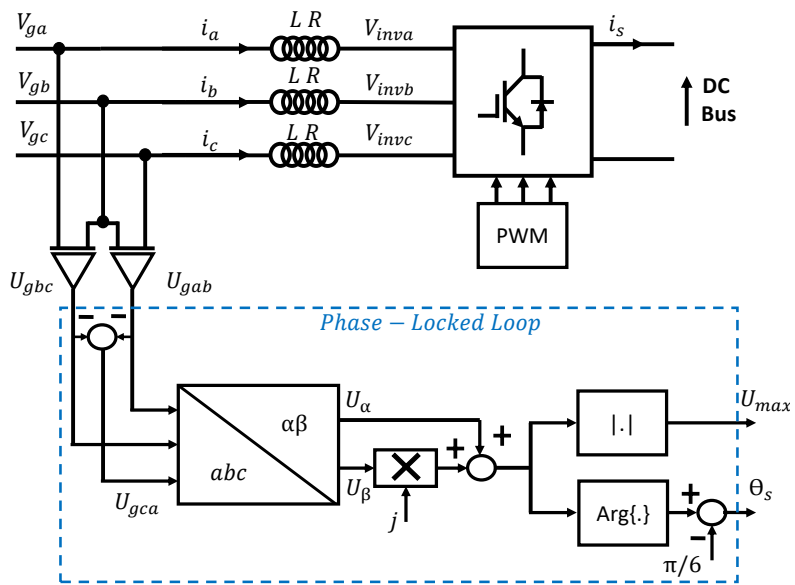 V_ga i_a L R V_inva i_s
V_gb i_b L R V_invb DC
Bus
V_gc i_c L R V_invc
PWM
U_gbc U_gab
Phase − Locked Loop
− −
αβ U_α |.| U_max
abc + +
U_β j
U_gca Arg{.} + Θ_s
−
π/6